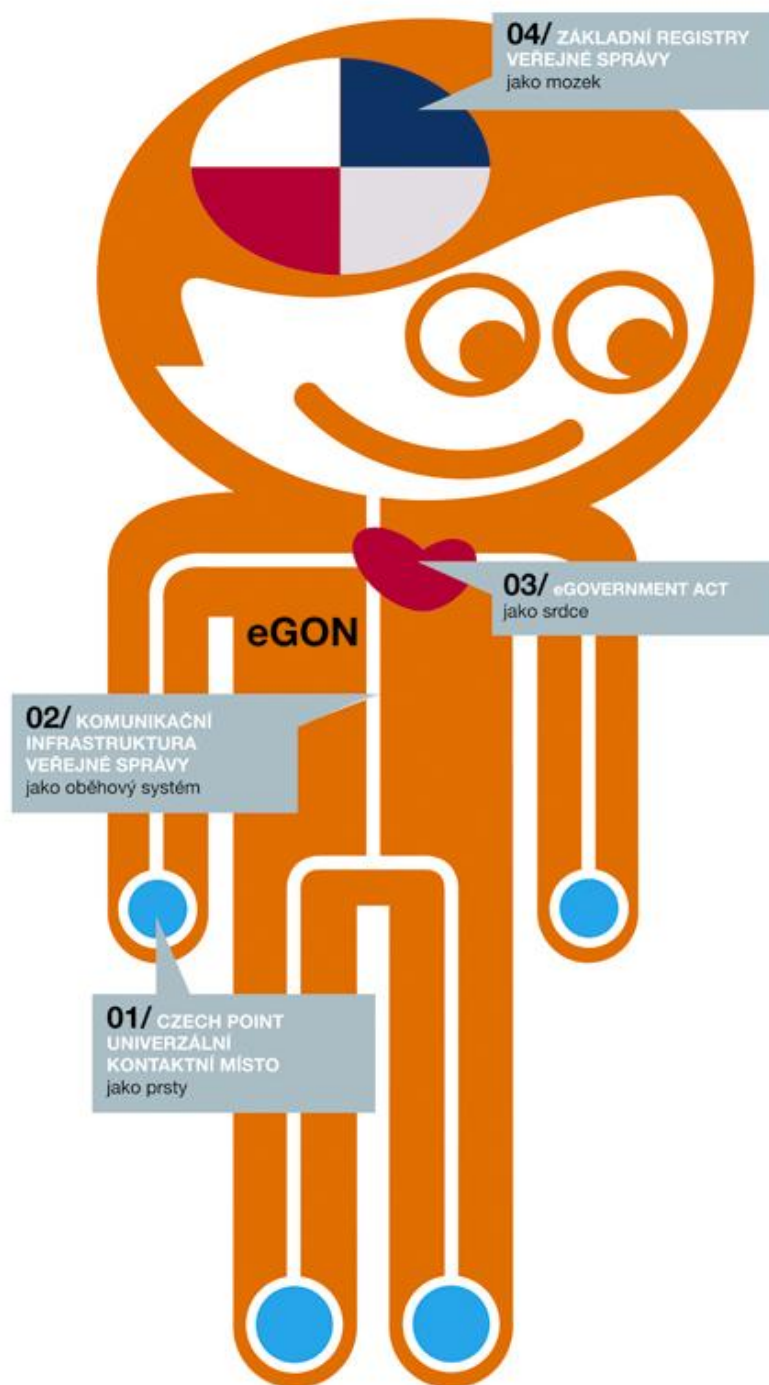 04/ ZÁKLADNÍ REGISTRY
VEŘEJNÉ SPRÁVY
jako mozek
03/ eGOVERNMENT ACT
jako srdce
eGON
02/ KOMUNIKAČNÍ
INFRASTRUKTURA
VEŘEJNÉ SPRÁVY
jako oběhový systém
01/ CZECH POINT
UNIVERZÁLNÍ
KONTAKTNÍ MÍSTO
jako prsty